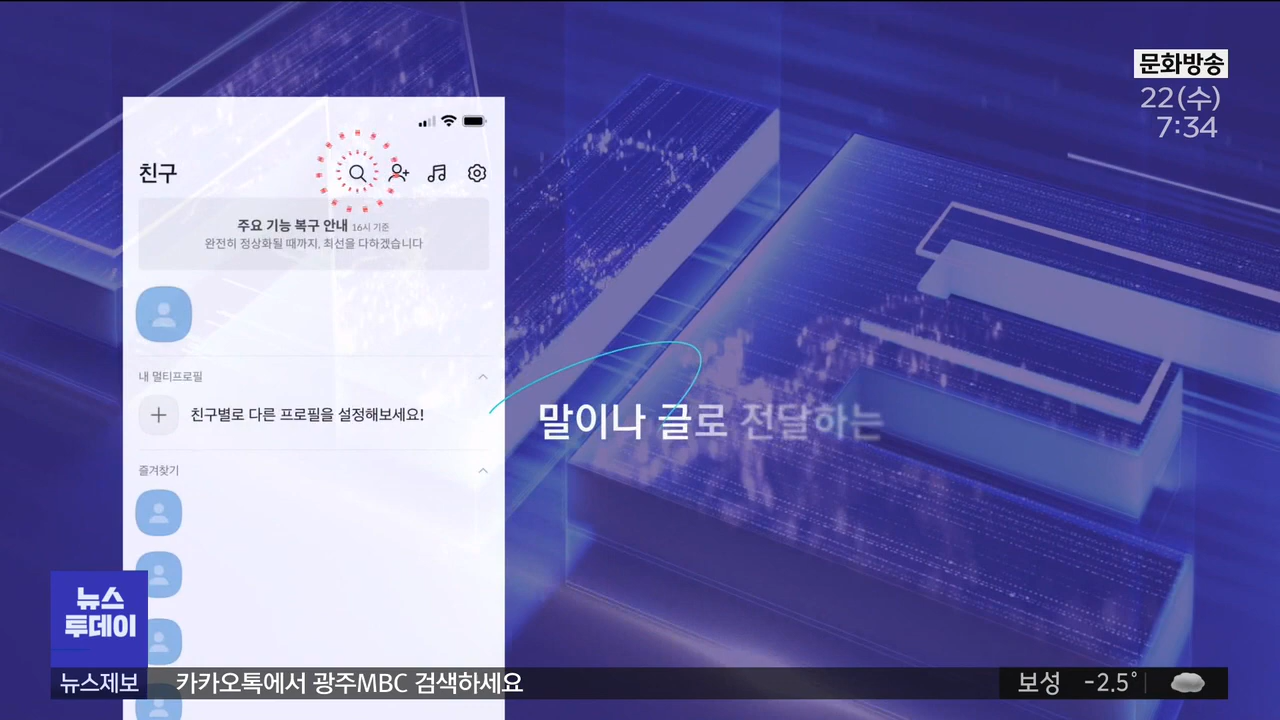 문화방송
22(수)
7:34
친구
주요 기능 복구 안내 16시 기준
완전히 정상화될 때까지, 최선을 다하겠습니다
내 멀티프로필
친구별로 다른 프로필을 설정해보세요!
말이나 글로 전달하는
즐겨찾기
뉴스
투데이
뉴스제보 카카오톡에서 광주MBC 검색하세요 보성 -2.5°